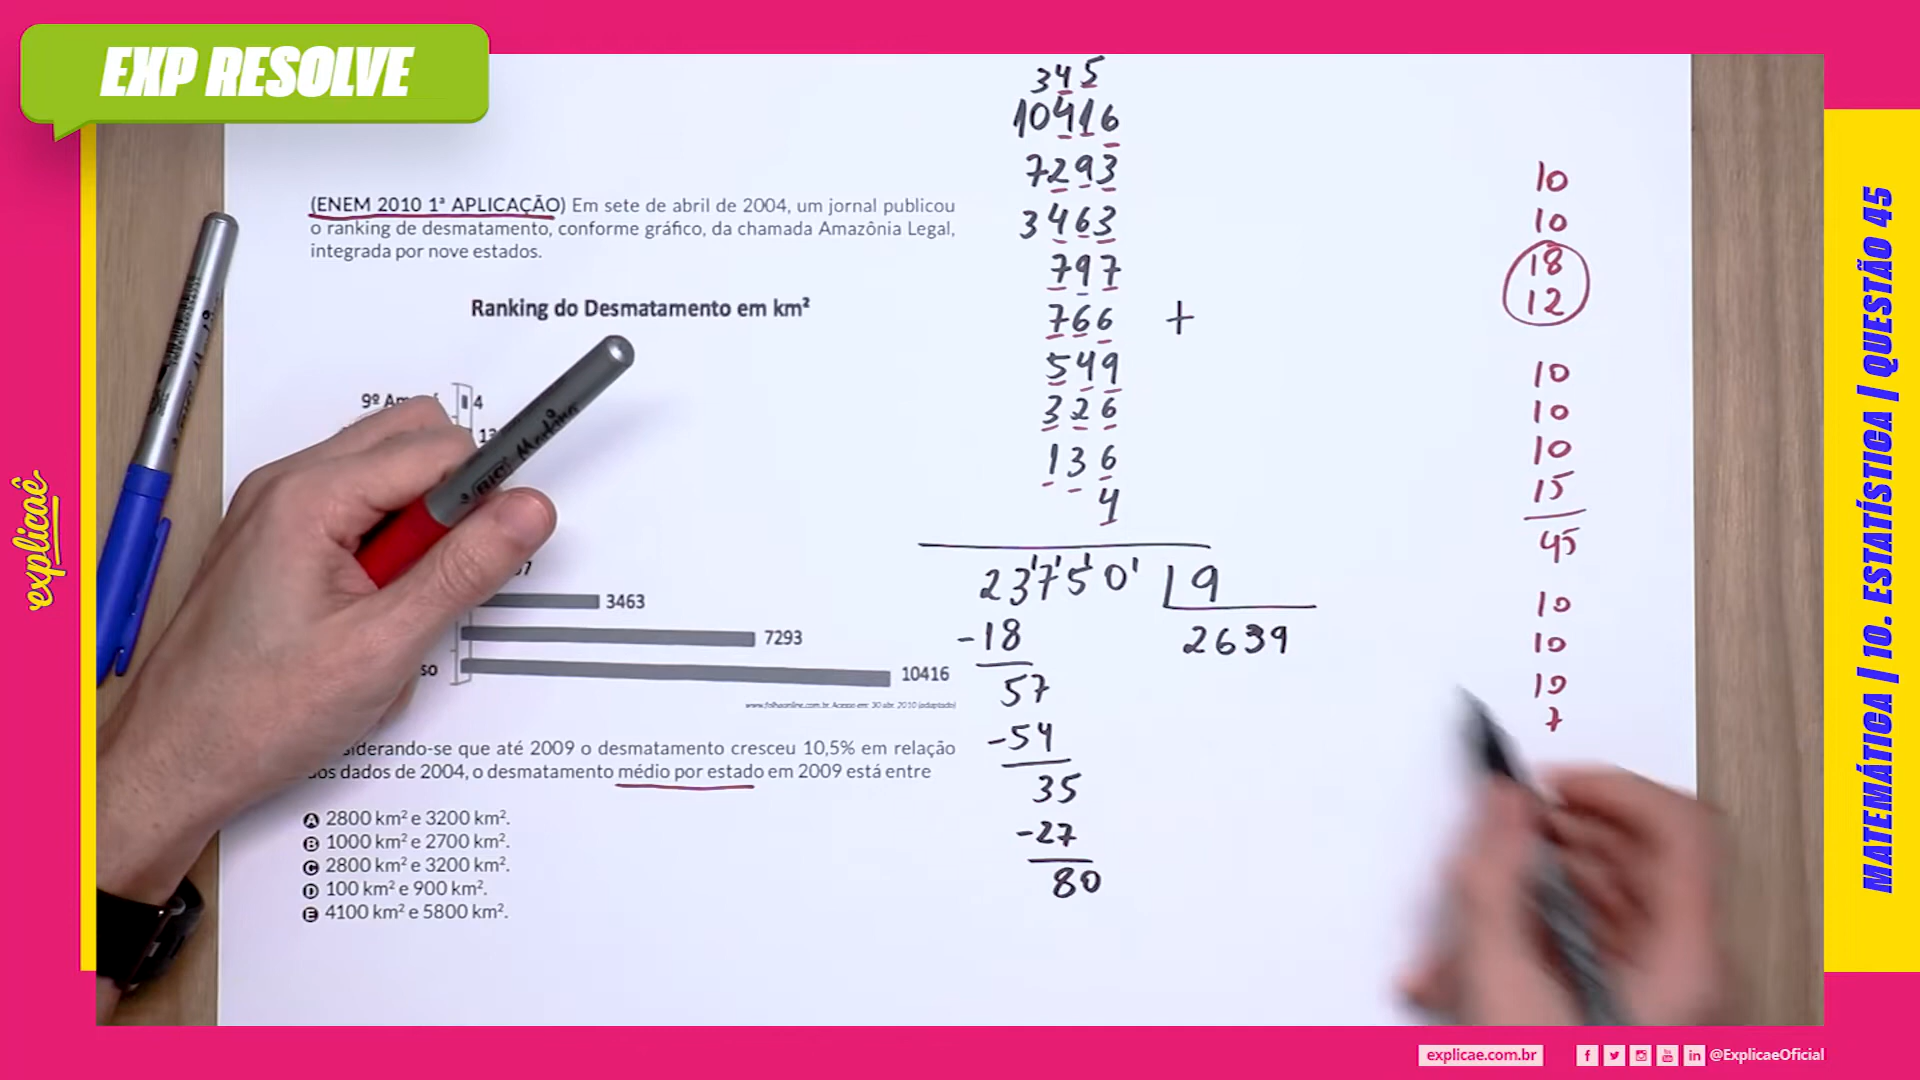 EXP RESOLVE
(ENEM 2010 1ª APLICAÇÃO) Em sete de abril de 2004, um jornal publicou
o ranking de desmatamento, conforme gráfico, da chamada Amazônia Legal,
integrada por nove estados.
Ranking do Desmatamento em km²
9º
4
13
3463
7293
so
10416
www.folhaonline.com.br. Acesso em: 30 abr. 2010 (adaptado)
siderando-se que até 2009 o desmatamento cresceu 10,5% em relação
aos dados de 2004, o desmatamento médio por estado em 2009 está entre
A 2800 km² e 3200 km².
B 1000 km² e 2700 km².
C 2800 km² e 3200 km².
D 100 km² e 900 km².
E 4100 km² e 5800 km².
345
10416
7293
3463
797
766 +
549
326
136
4
23750 9
-18 2639
57
-54
35
-27
80
10
10
18
12
10
10
10
15
45
10
10
10
7
explicaê
MATEMÁTICA | 10. ESTATÍSTICA | QUESTÃO 45
explicae.com.br
@ExplicaeOficial